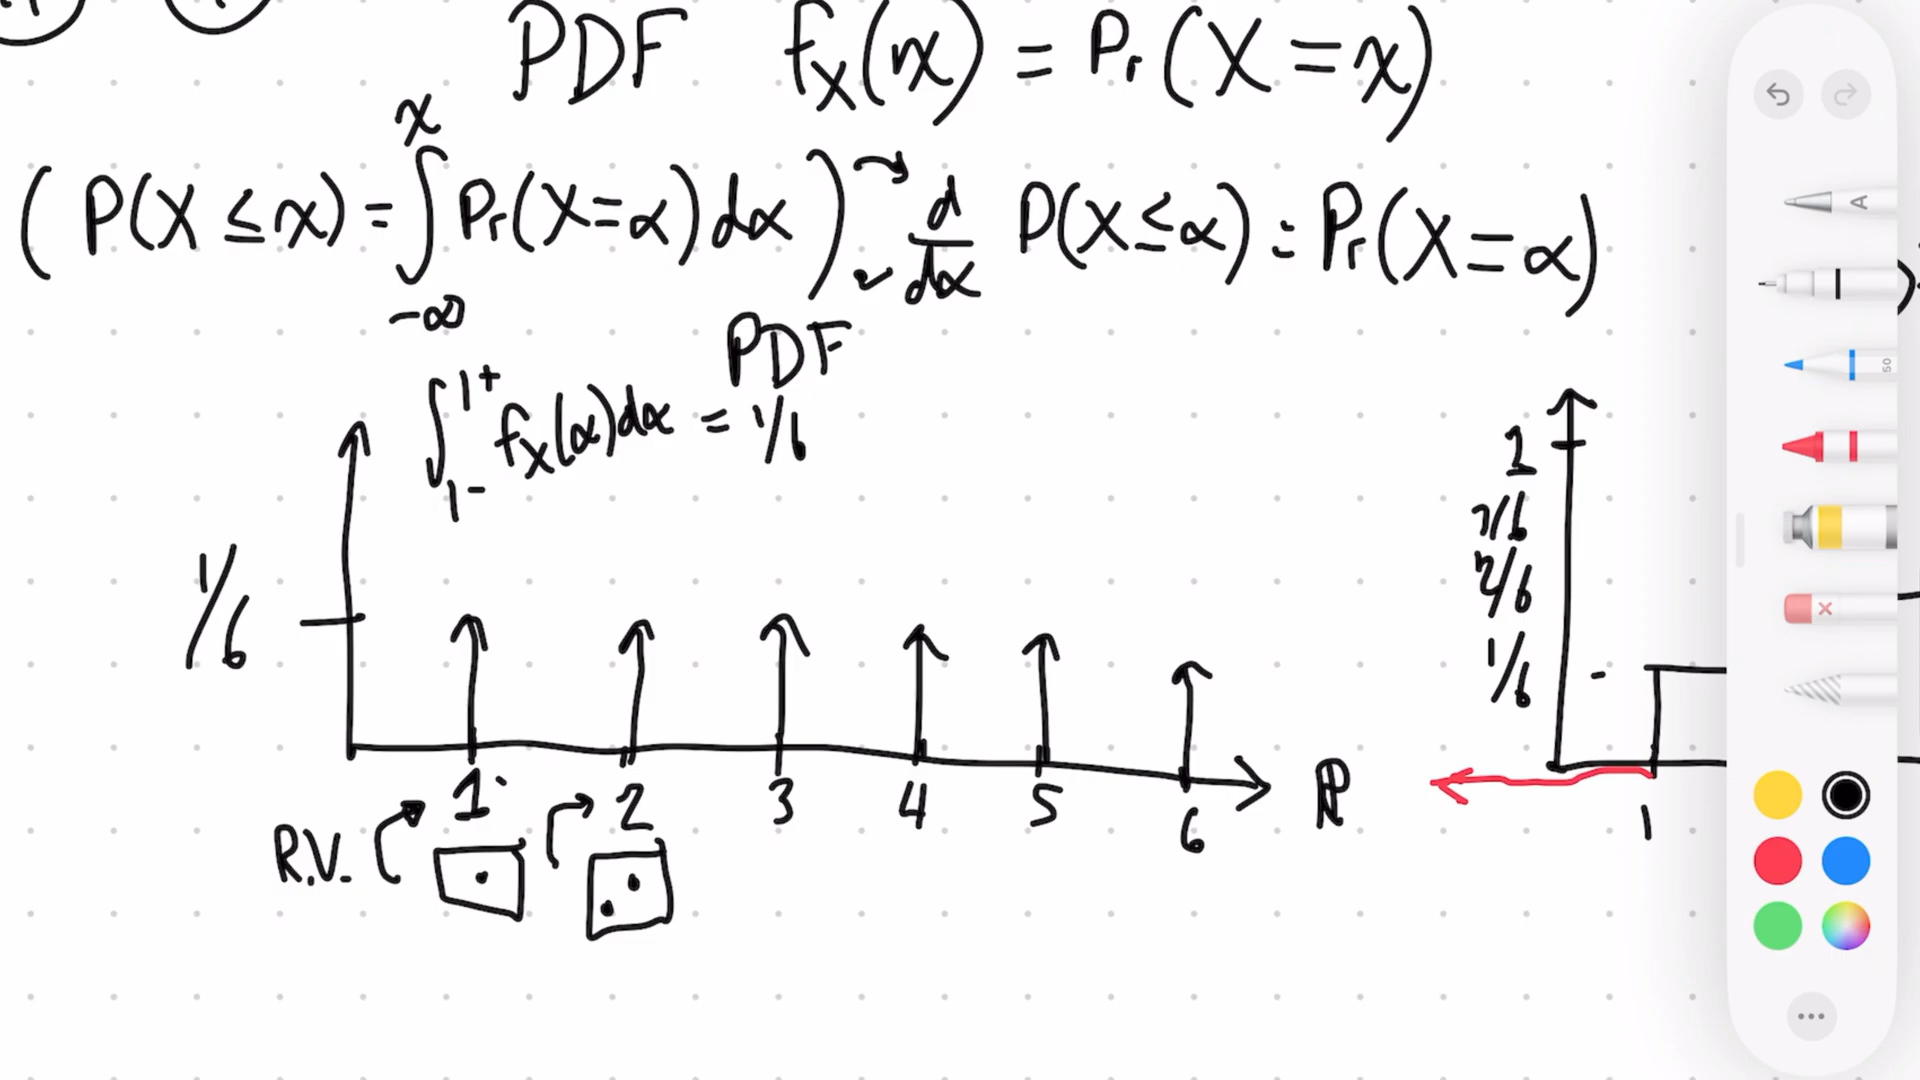 PDF f_X(x) = Pr(X = x)
(P(X ≤ x) = ∫_{-∞}^{x} Pr(X=α) dα) d/dα P(X≤α) = Pr(X=α)
PDF
∫_{1-}^{1+} f_X(α)dα = 1/6
1
3/6
2/6
1/6
1/6
1 2 3 4 5 6 ℝ
1
R.V.
A
50